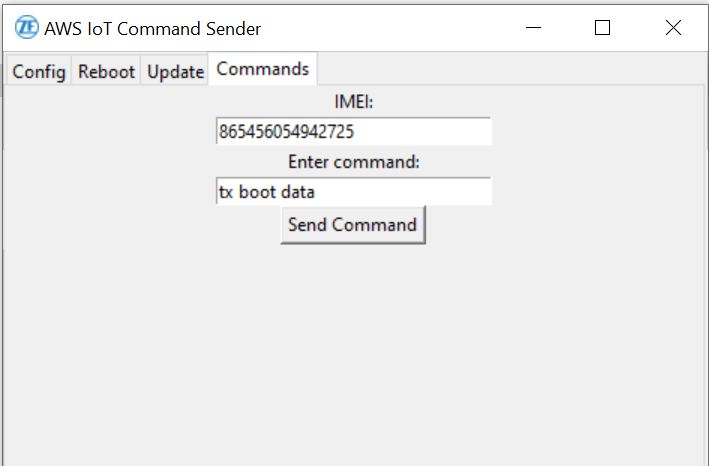 ZF AWS IoT Command Sender
Config Reboot Update Commands
IMEI:
865456054942725
Enter command:
tx boot data
Send Command